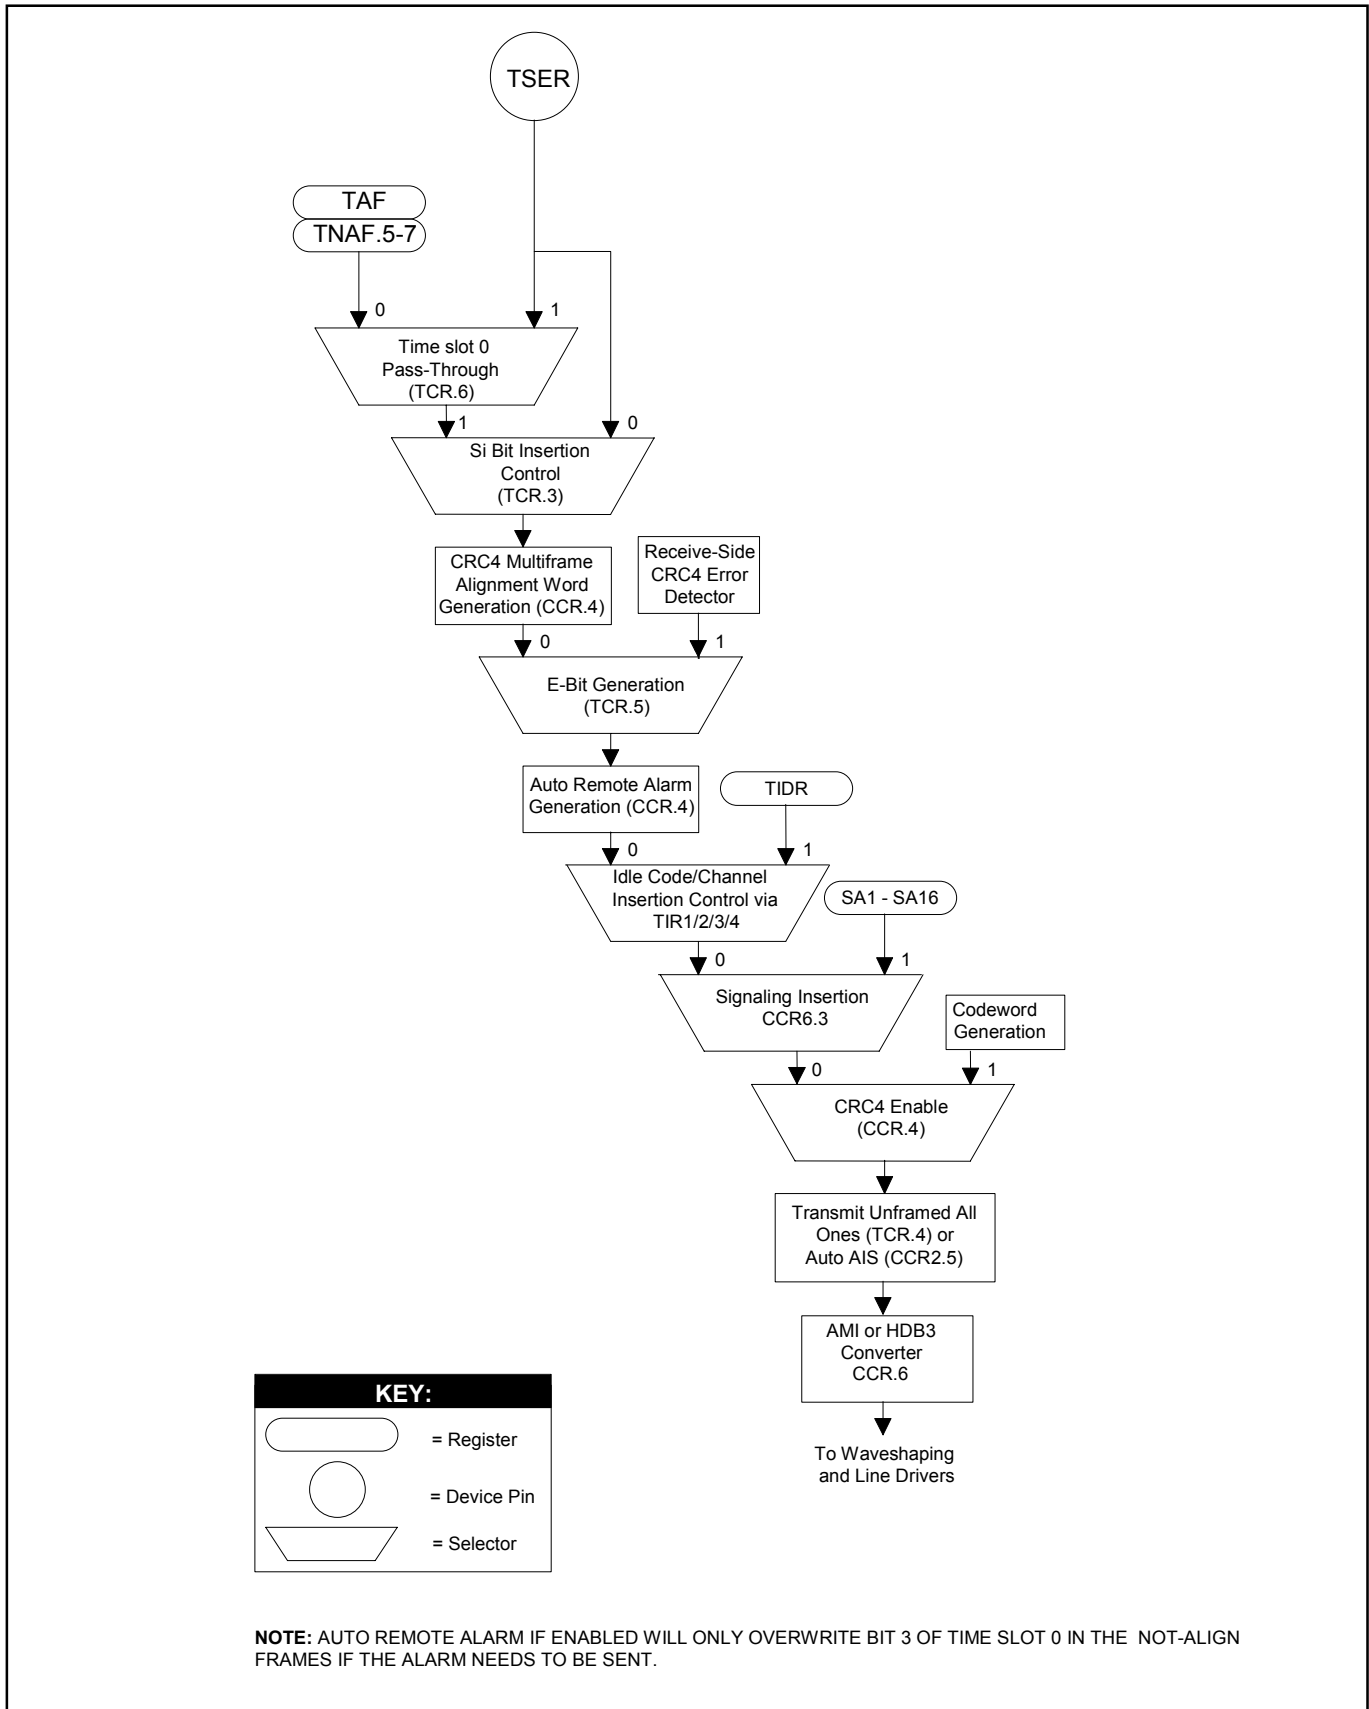 TSER
TAF
TNAF.5-7
0
1
Time slot 0
Pass-Through
(TCR.6)
1
0
Si Bit Insertion
Control
(TCR.3)
CRC4 Multiframe
Alignment Word
Generation (CCR.4)
Receive-Side
CRC4 Error
Detector
0
1
E-Bit Generation
(TCR.5)
Auto Remote Alarm
Generation (CCR.4)
TIDR
0
1
Idle Code/Channel
Insertion Control via
TIR1/2/3/4
SA1 - SA16
0
1
Signaling Insertion
CCR6.3
Codeword
Generation
0
1
CRC4 Enable
(CCR.4)
Transmit Unframed All
Ones (TCR.4) or
Auto AIS (CCR2.5)
AMI or HDB3
Converter
CCR.6
To Waveshaping
and Line Drivers
KEY:
= Register
= Device Pin
= Selector
NOTE: AUTO REMOTE ALARM IF ENABLED WILL ONLY OVERWRITE BIT 3 OF TIME SLOT 0 IN THE NOT-ALIGN
FRAMES IF THE ALARM NEEDS TO BE SENT.